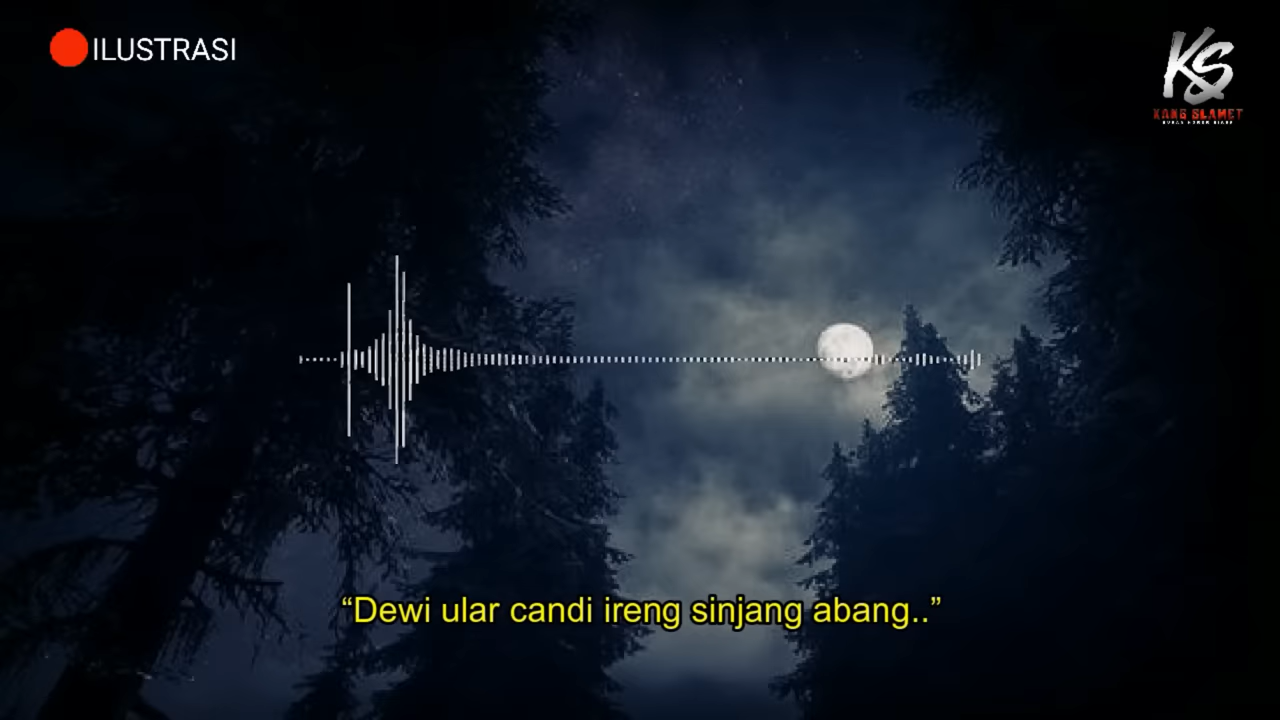 ILUSTRASI
KS
KANG SLAMET
“Dewi ular candi ireng sinjang abang..”